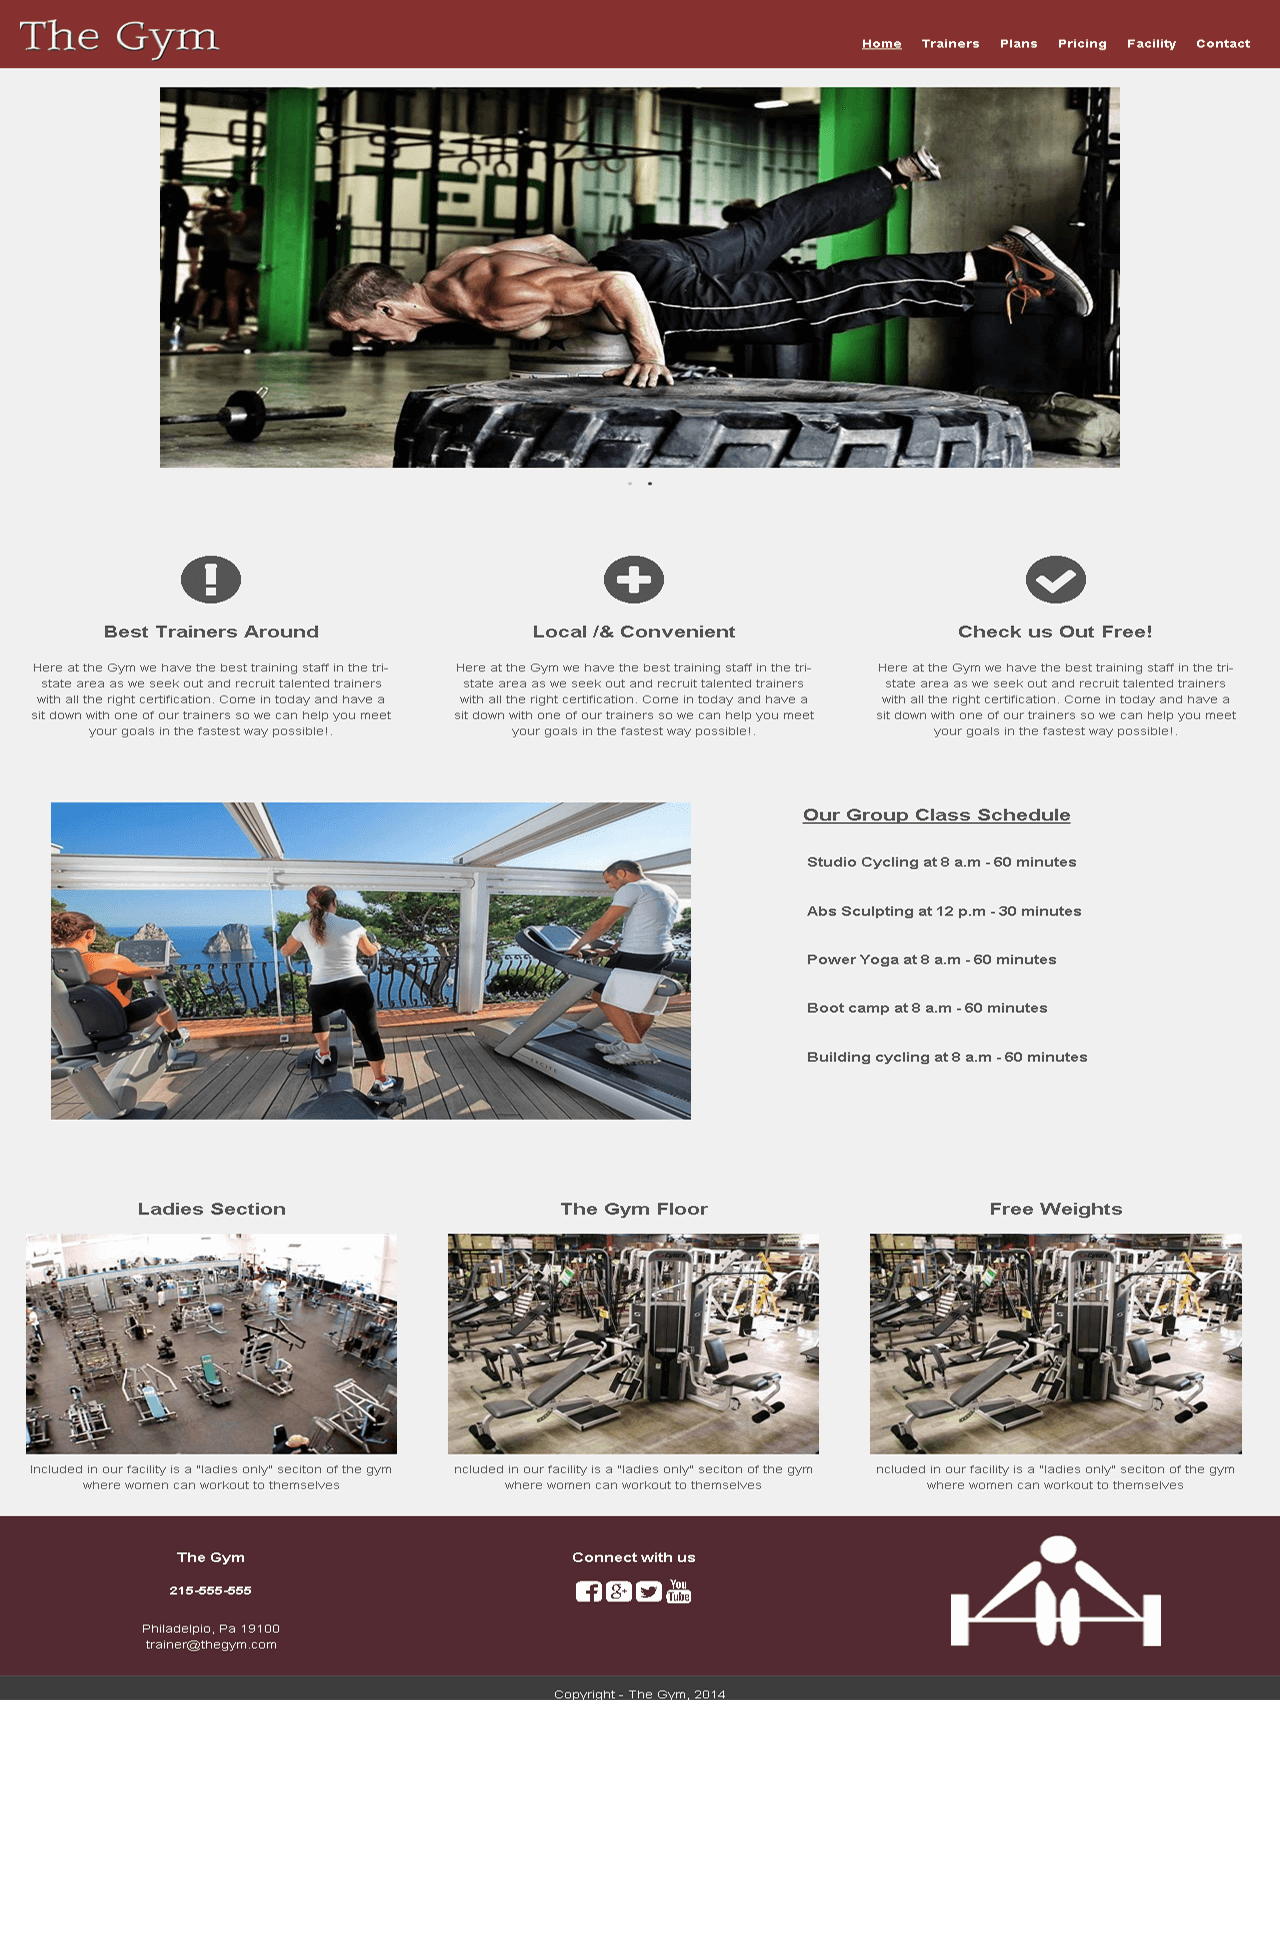 The Gym
Home Trainers Plans Pricing Facility Contact
TEC
Best Trainers Around
Here at the Gym we have the best training staff in the tri-
state area as we seek out and recruit talented trainers
with all the right certification. Come in today and have a
sit down with one of our trainers so we can help you meet
your goals in the fastest way possible!.
Local /& Convenient
Here at the Gym we have the best training staff in the tri-
state area as we seek out and recruit talented trainers
with all the right certification. Come in today and have a
sit down with one of our trainers so we can help you meet
your goals in the fastest way possible!.
Check us Out Free!
Here at the Gym we have the best training staff in the tri-
state area as we seek out and recruit talented trainers
with all the right certification. Come in today and have a
sit down with one of our trainers so we can help you meet
your goals in the fastest way possible!.
Our Group Class Schedule
Studio Cycling at 8 a.m - 60 minutes
Abs Sculpting at 12 p.m - 30 minutes
Power Yoga at 8 a.m - 60 minutes
Boot camp at 8 a.m - 60 minutes
Building cycling at 8 a.m - 60 minutes
Ladies Section
Included in our facility is a "ladies only" seciton of the gym
where women can workout to themselves
The Gym Floor
ncluded in our facility is a "ladies only" seciton of the gym
where women can workout to themselves
Free Weights
ncluded in our facility is a "ladies only" seciton of the gym
where women can workout to themselves
The Gym
215-555-555
Philadelpio, Pa 19100
trainer@thegym.com
Connect with us
You
Tube
Copyright - The Gym, 2014